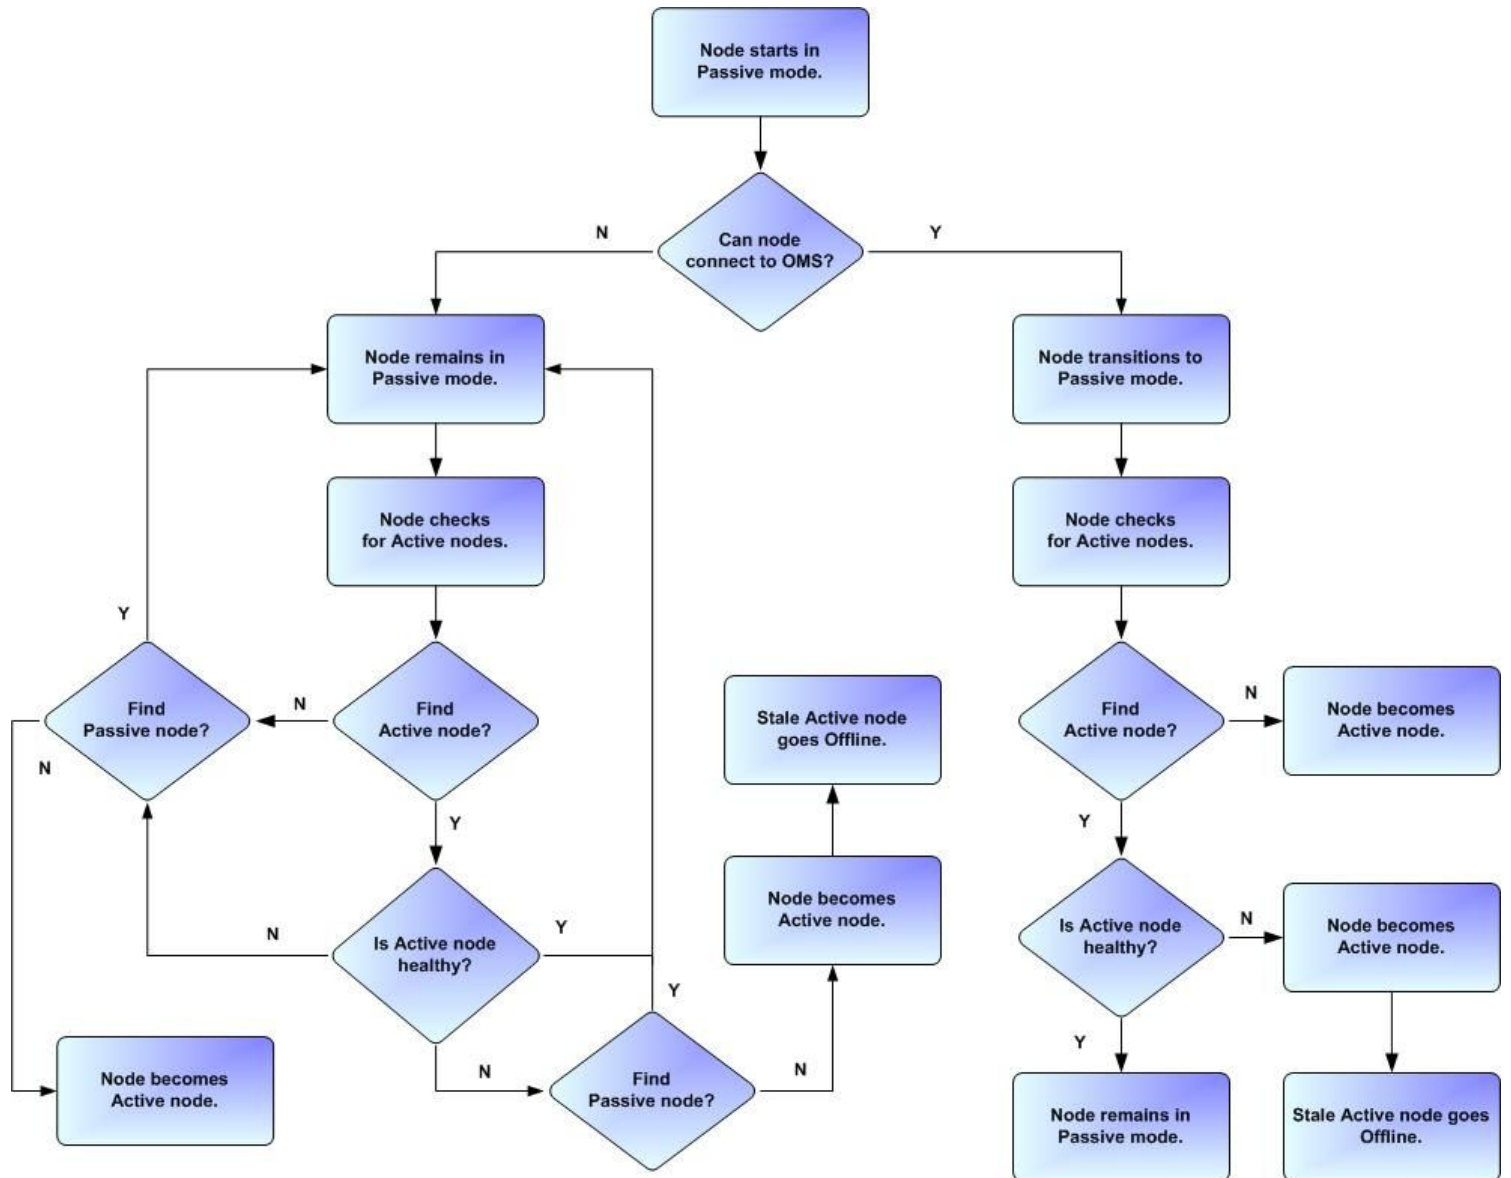 Node starts in
Passive mode.
N
Can node
connect to OMS?
Y
Node remains in
Passive mode.
Node transitions to
Passive mode.
Node checks
for Active nodes.
Node checks
for Active nodes.
Y
Find
Passive node?
N
N
Find
Active node?
Y
Stale Active node
goes Offline.
Find
Active node?
N
Node becomes
Active node.
Y
N
Is Active node
healthy?
Y
Node becomes
Active node.
Is Active node
healthy?
N
Node becomes
Active node.
Y
Y
Node becomes
Active node.
N
Find
Passive node?
N
Node remains in
Passive mode.
Stale Active node goes
Offline.